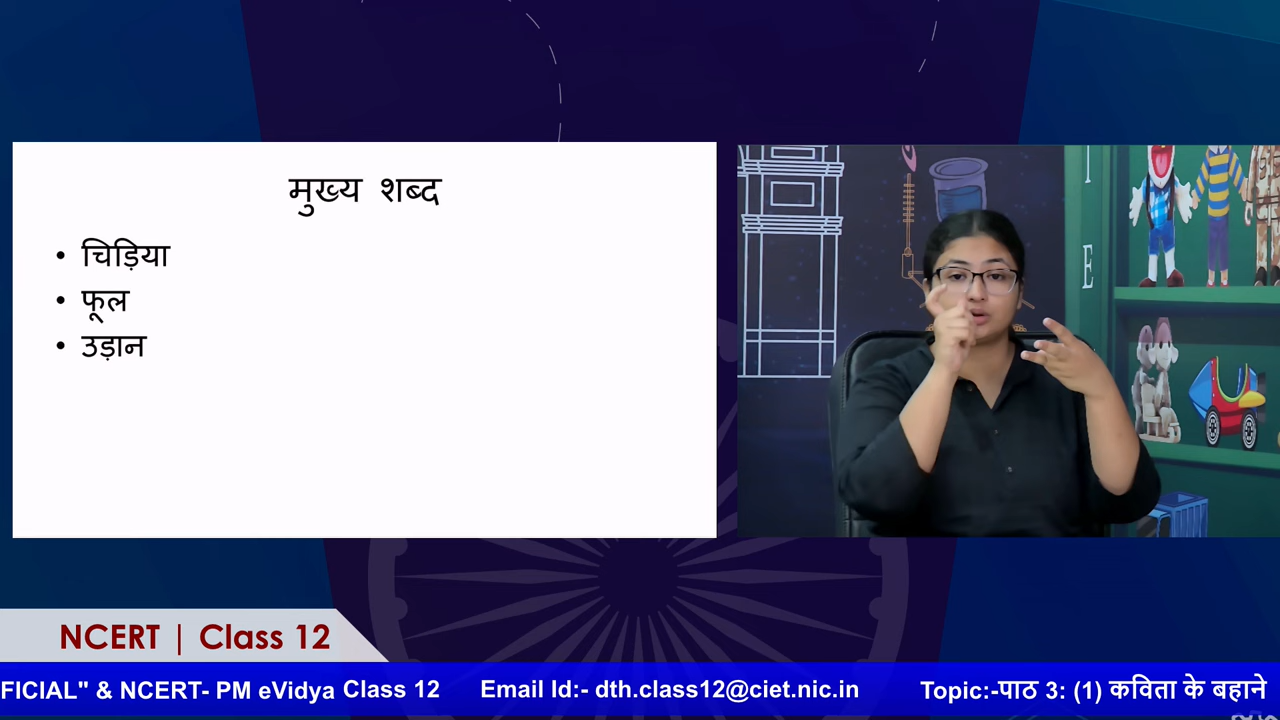 मुख्य शब्द
• चिड़िया
• फूल
• उड़ान
T
E
NCERT | Class 12
FICIAL" & NCERT- PM eVidya Class 12 Email Id:- dth.class12@ciet.nic.in Topic:-पाठ 3: (1) कविता के बहाने